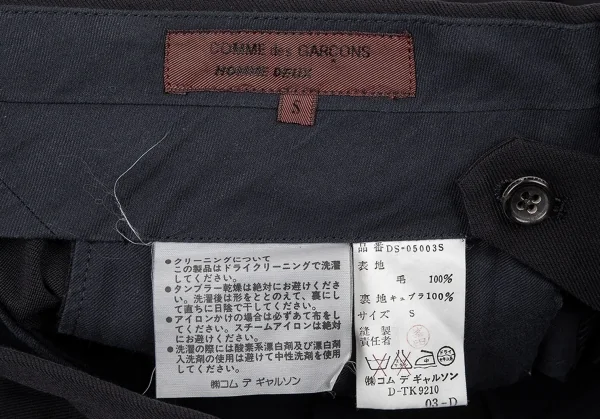 COMME des GARCONS
HOMME DEUX
S
●クリーニングについて
この製品はドライクリーニングで洗濯
してください。
●タンブラー乾燥は絶対にお避けくださ
い。洗濯後は形をととのえて、裏にし
て直ちに日陰で干してください。
●アイロンかけの場合は必ずあて布をし
てください。スチームアイロンは絶対
にお避けください。
●洗濯の際には酸素系漂白剤及び漂白剤
入洗剤の使用は避けて中性洗剤を使用
してください。
㈱コム デ ギャルソン
品番 DS-05003S
表地
毛 100%
裏地 キュプラ100%
サイズ S
縫製
責任者
㈱コム デ ギャルソン
D-TK9210
03-D